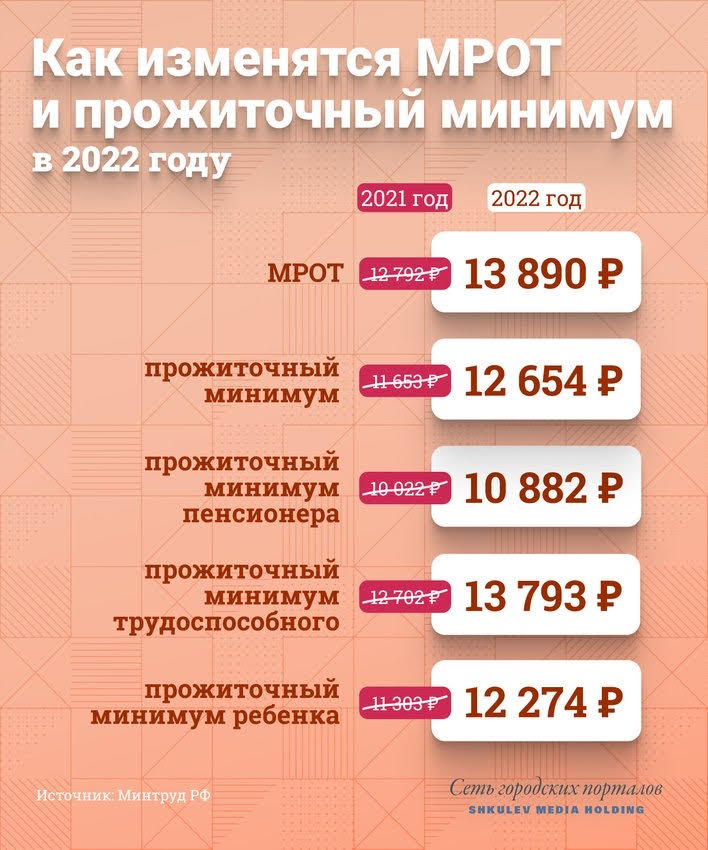 Как изменятся МРОТ
и прожиточный минимум
в 2022 году
2021 год 2022 год
МРОТ 12 792 ₽ 13 890 ₽
прожиточный
минимум 11 653 ₽ 12 654 ₽
прожиточный
минимум 10 022 ₽ 10 882 ₽
пенсионера
прожиточный
минимум 12 702 ₽ 13 793 ₽
трудоспособного
прожиточный
минимум ребенка 11 303 ₽ 12 274 ₽
Источник: Минтруд РФ
Сеть городских порталов
SHKULEV MEDIA HOLDING